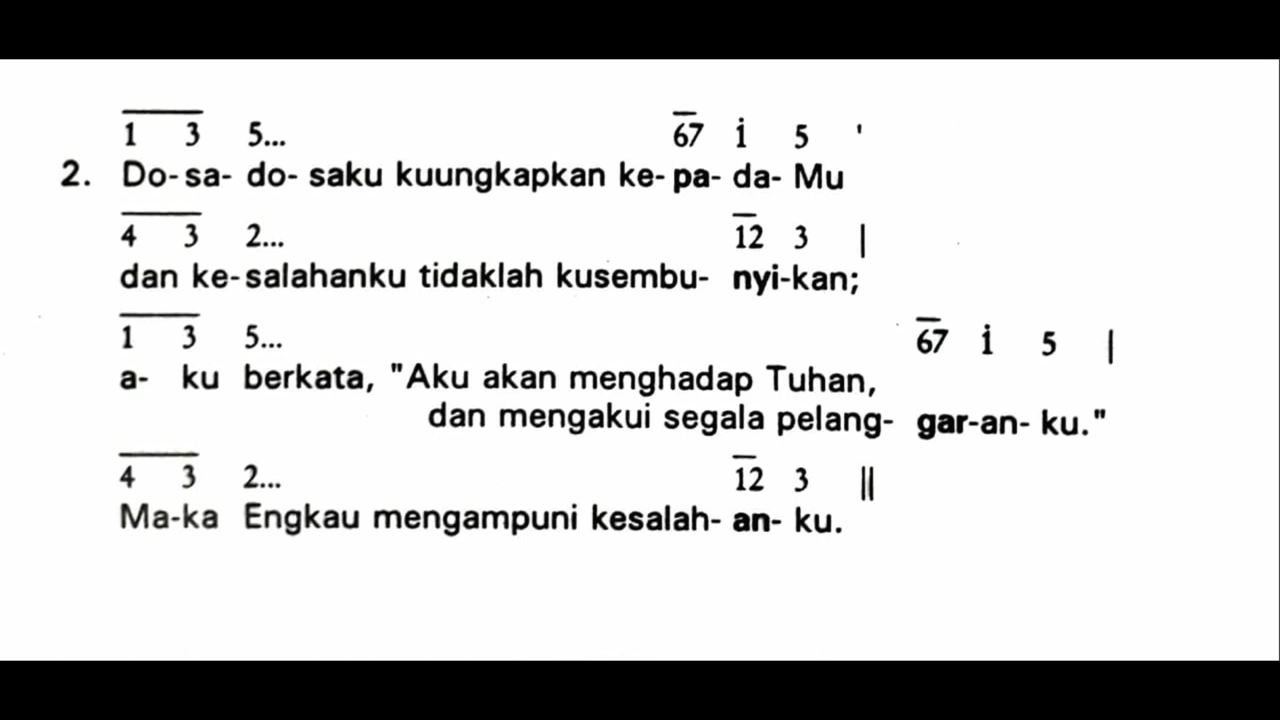 1 3 5... 67 i 5 '
2. Do-sa- do- saku kuungkapkan ke-pa- da- Mu
4 3 2... 12 3 |
dan ke-salahanku tidaklah kusembu- nyi-kan;
1 3 5... 67 i 5 |
a- ku berkata, "Aku akan menghadap Tuhan,
dan mengakui segala pelang- gar-an- ku."
4 3 2... 12 3 ||
Ma-ka Engkau mengampuni kesalah- an- ku.